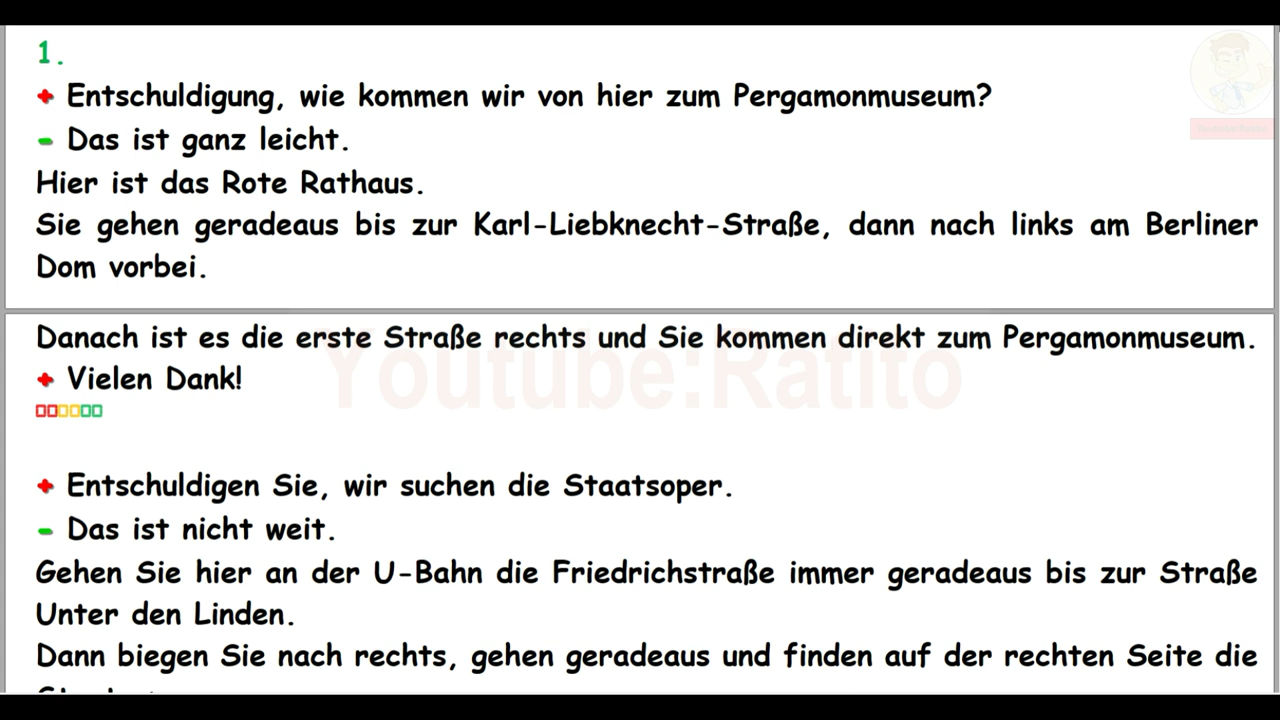 1.
+ Entschuldigung, wie kommen wir von hier zum Pergamonmuseum?
- Das ist ganz leicht.
Hier ist das Rote Rathaus.
Sie gehen geradeaus bis zur Karl-Liebknecht-Straße, dann nach links am Berliner
Dom vorbei.
Danach ist es die erste Straße rechts und Sie kommen direkt zum Pergamonmuseum.
Youtube:Ratito
+ Vielen Dank!
+ Entschuldigen Sie, wir suchen die Staatsoper.
- Das ist nicht weit.
Gehen Sie hier an der U-Bahn die Friedrichstraße immer geradeaus bis zur Straße
Unter den Linden.
Dann biegen Sie nach rechts, gehen geradeaus und finden auf der rechten Seite die